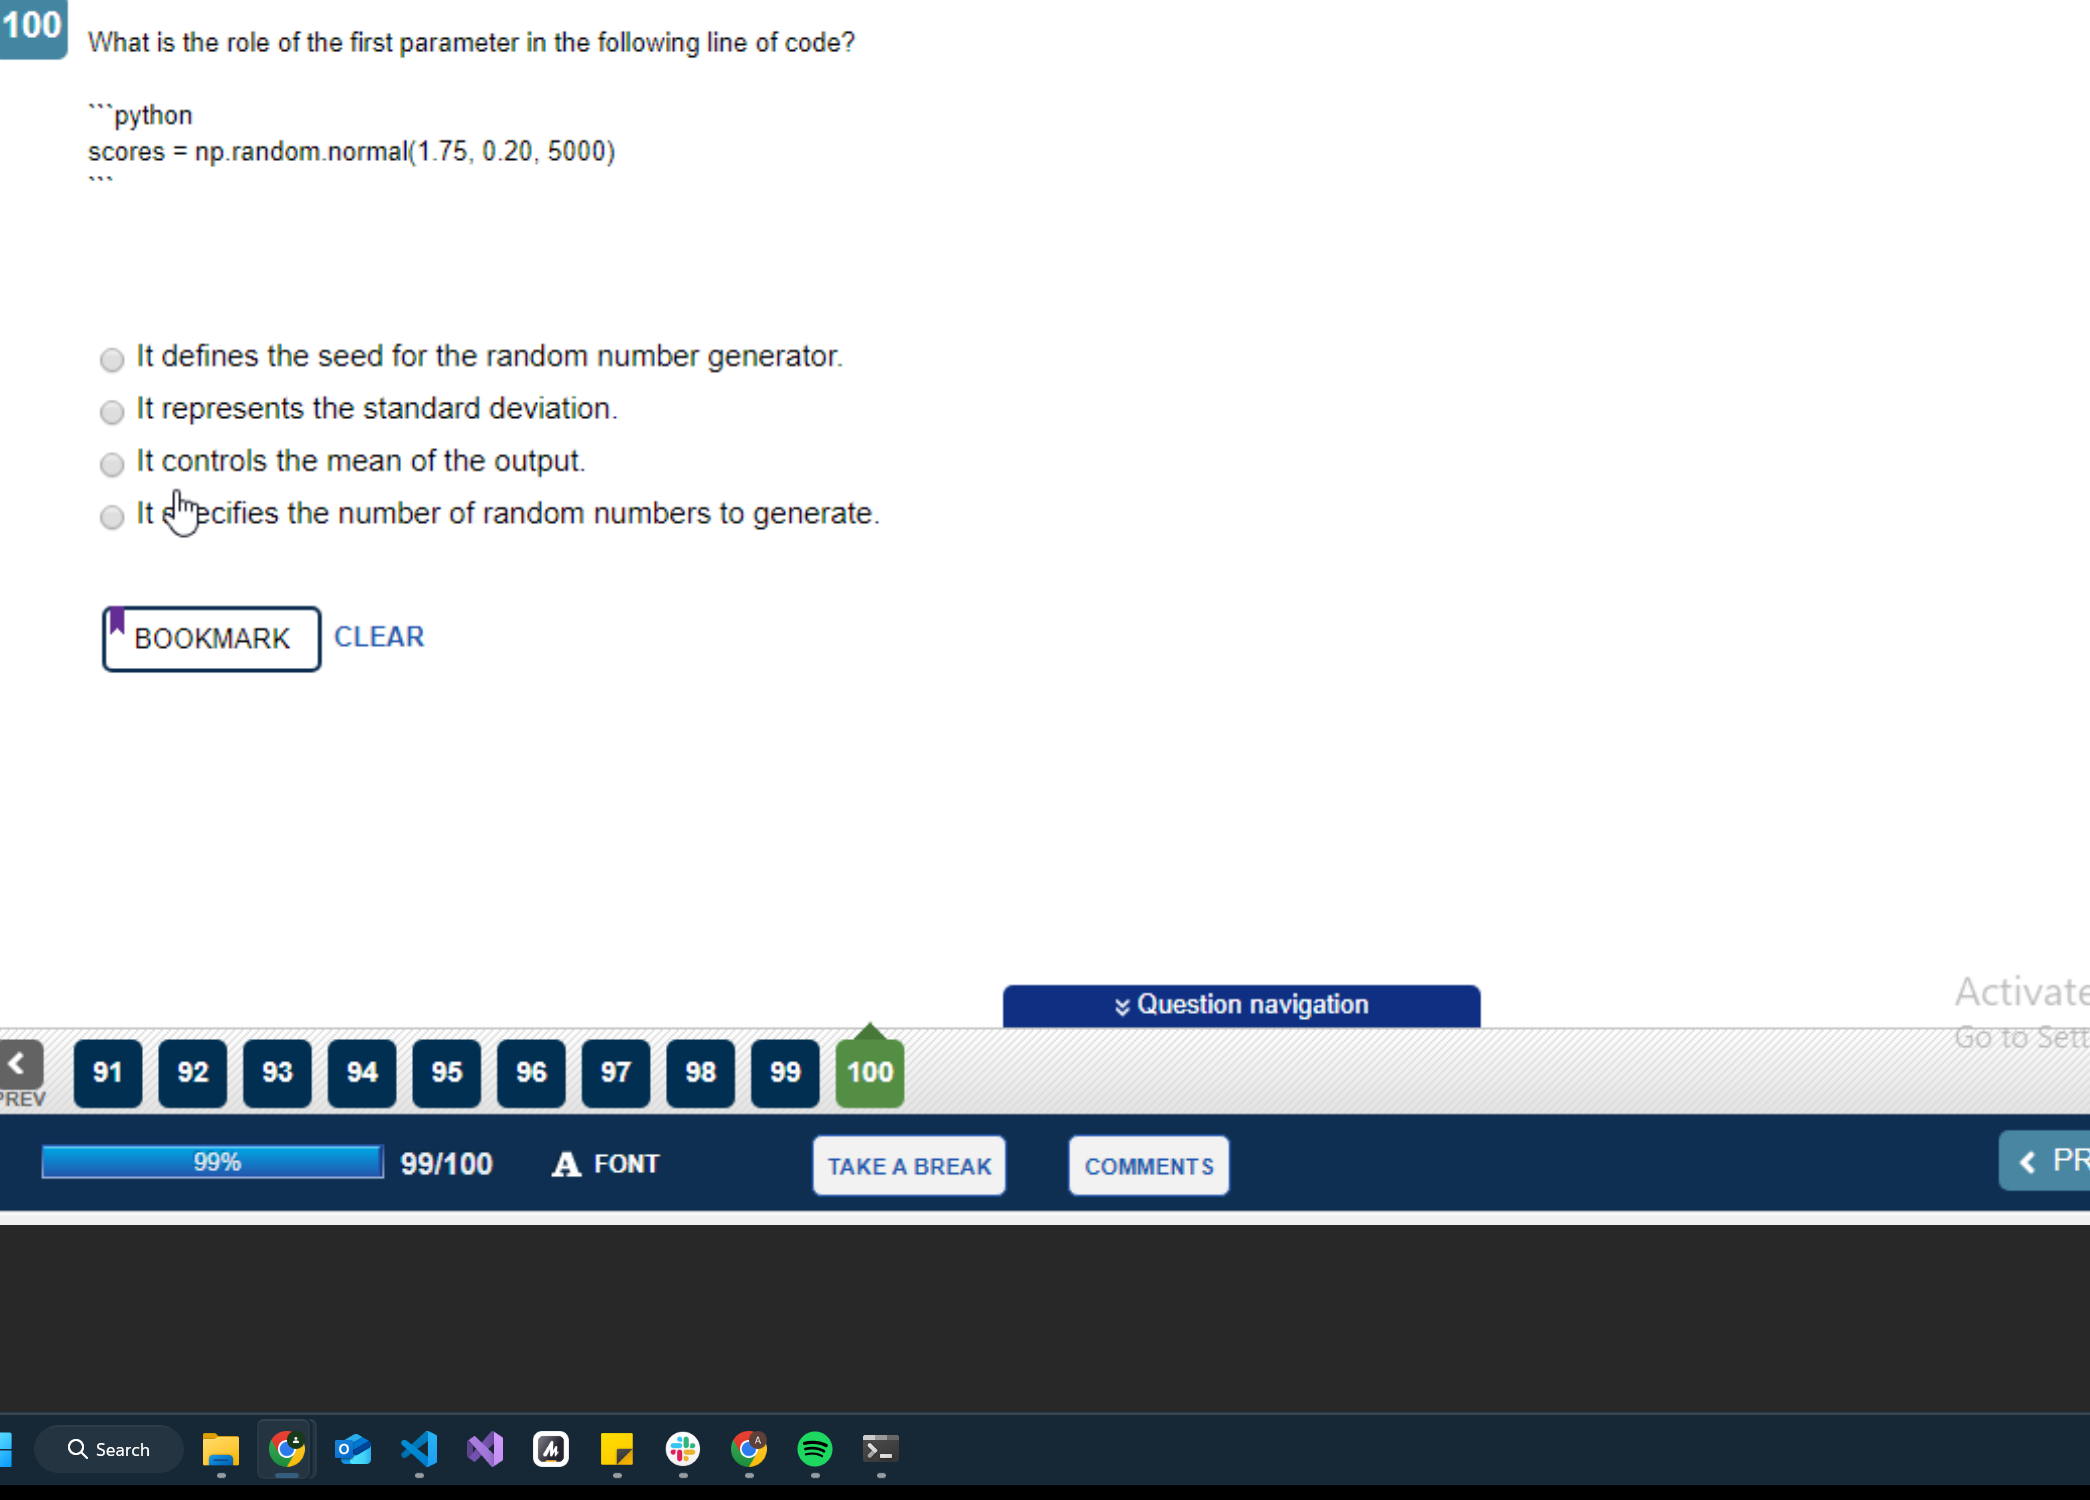 100
What is the role of the first parameter in the following line of code?
```python
scores = np.random.normal(1.75, 0.20, 5000)
```
It defines the seed for the random number generator.
It represents the standard deviation.
It controls the mean of the output.
It specifies the number of random numbers to generate.
BOOKMARK CLEAR
Question navigation
Activate
Go to Sett
PREV 91 92 93 94 95 96 97 98 99 100
99% 99/100 A FONT TAKE A BREAK COMMENTS PR
Search